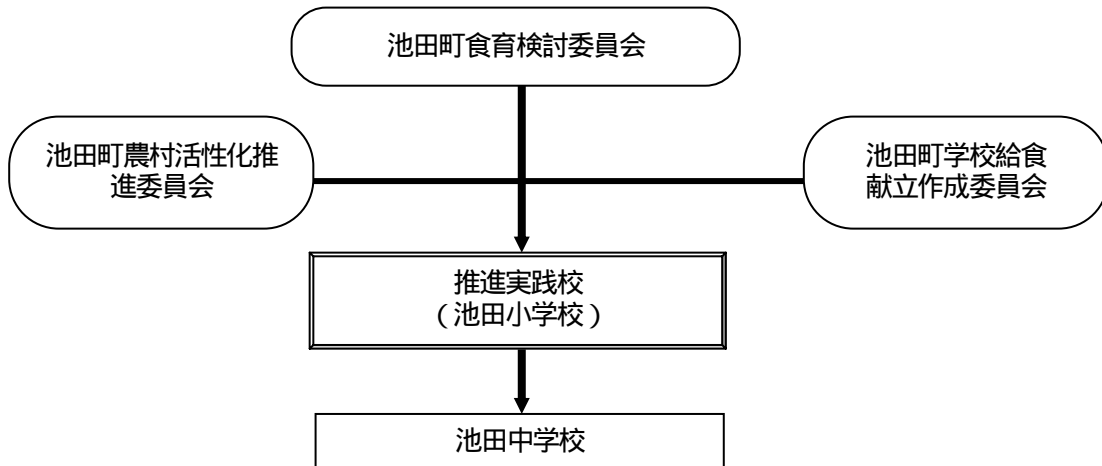 池田町食育検討委員会
池田町農村活性化推
進委員会
池田町学校給食
献立作成委員会
推進実践校
（池田小学校）
池田中学校